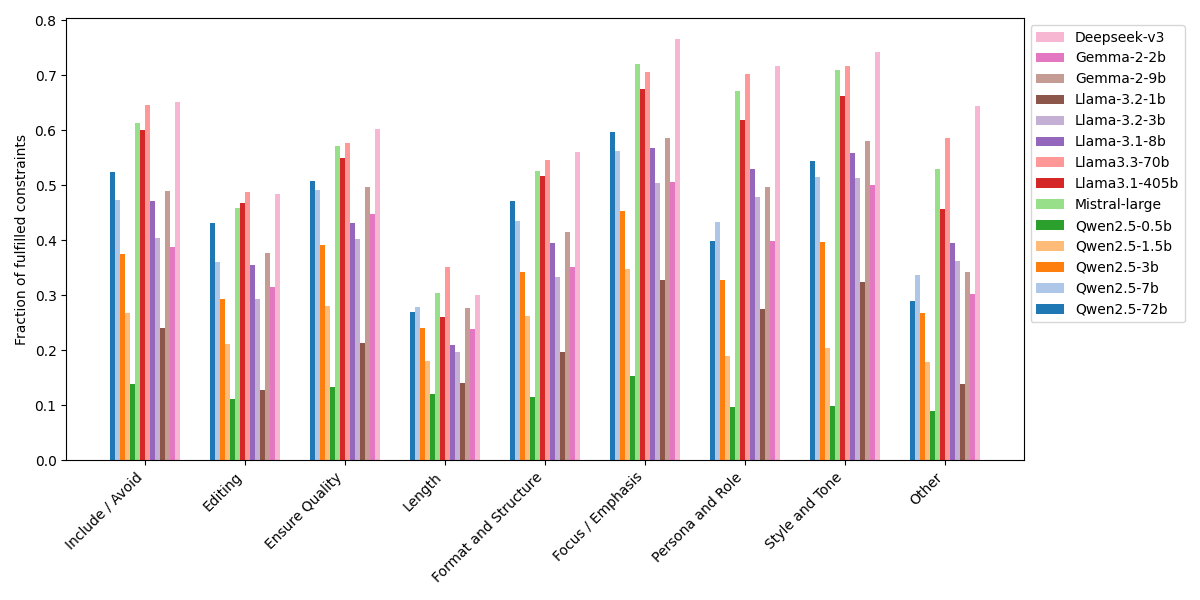 Fraction of fulfilled constraints
0.8
0.7
0.6
0.5
0.4
0.3
0.2
0.1
0.0
Include / Avoid
Editing
Ensure Quality
Length
Format and Structure
Focus / Emphasis
Persona and Role
Style and Tone
Other
Deepseek-v3
Gemma-2-2b
Gemma-2-9b
Llama-3.2-1b
Llama-3.2-3b
Llama-3.1-8b
Llama3.3-70b
Llama3.1-405b
Mistral-large
Qwen2.5-0.5b
Qwen2.5-1.5b
Qwen2.5-3b
Qwen2.5-7b
Qwen2.5-72b